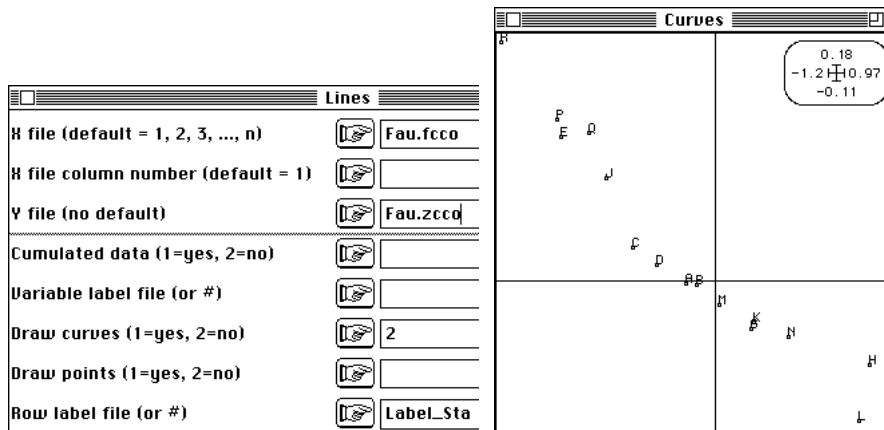 Lines
X file (default = 1, 2, 3, ..., n) Fau.fcco
X file column number (default = 1)
Y file (no default) Fau.zcco
Cumulated data (1=yes, 2=no)
Variable label file (or #)
Draw curves (1=yes, 2=no) 2
Draw points (1=yes, 2=no)
Row label file (or #) Label_Sta
Curves
0.18
-1.2 0.97
-0.11
P
E
J
C
D
A
M
K
N
H
L